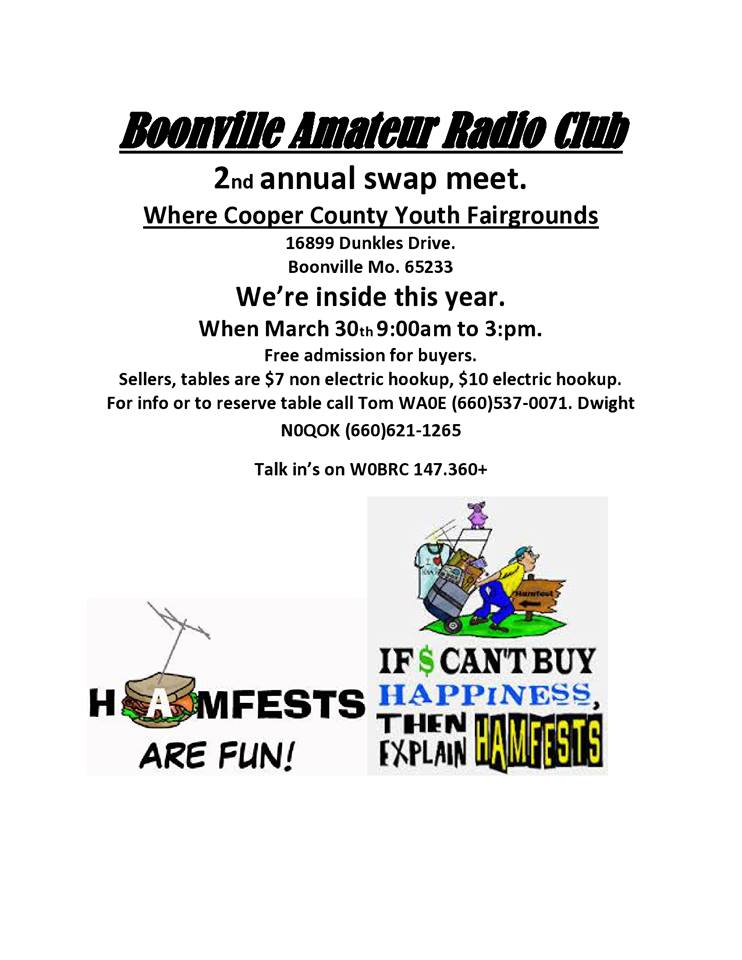 Boonville Amateur Radio Club
2nd annual swap meet.
Where Cooper County Youth Fairgrounds
16899 Dunkles Drive.
Boonville Mo. 65233
We're inside this year.
When March 30th 9:00am to 3:pm.
Free admission for buyers.
Sellers, tables are $7 non electric hookup, $10 electric hookup.
For info or to reserve table call Tom WA0E (660)537-0071. Dwight
N0QOK (660)621-1265
Talk in's on W0BRC 147.360+
HAMFESTS
ARE FUN!
I
Hamfest
IF $ CAN'T BUY
HAPPINESS,
THEN
EXPLAIN HAMFESTS